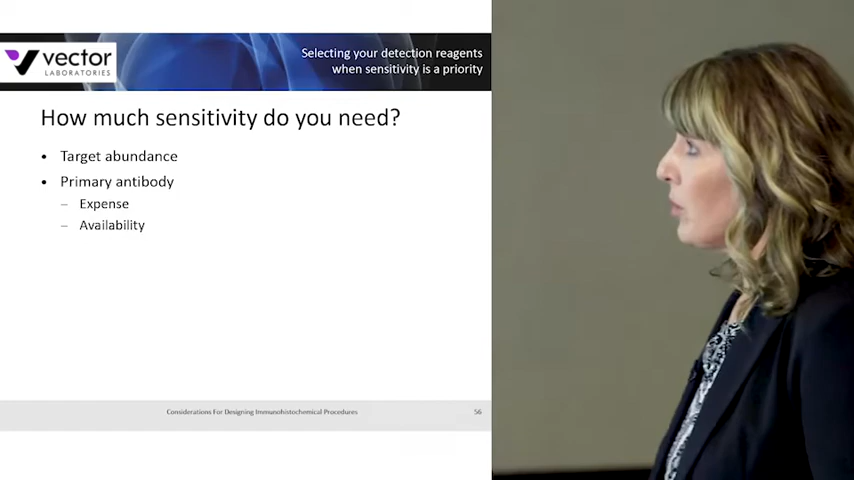 vector
LABORATORIES
Selecting your detection reagents
when sensitivity is a priority
How much sensitivity do you need?
• Target abundance
• Primary antibody
– Expense
– Availability
Considerations For Designing Immunohistochemical Procedures
56